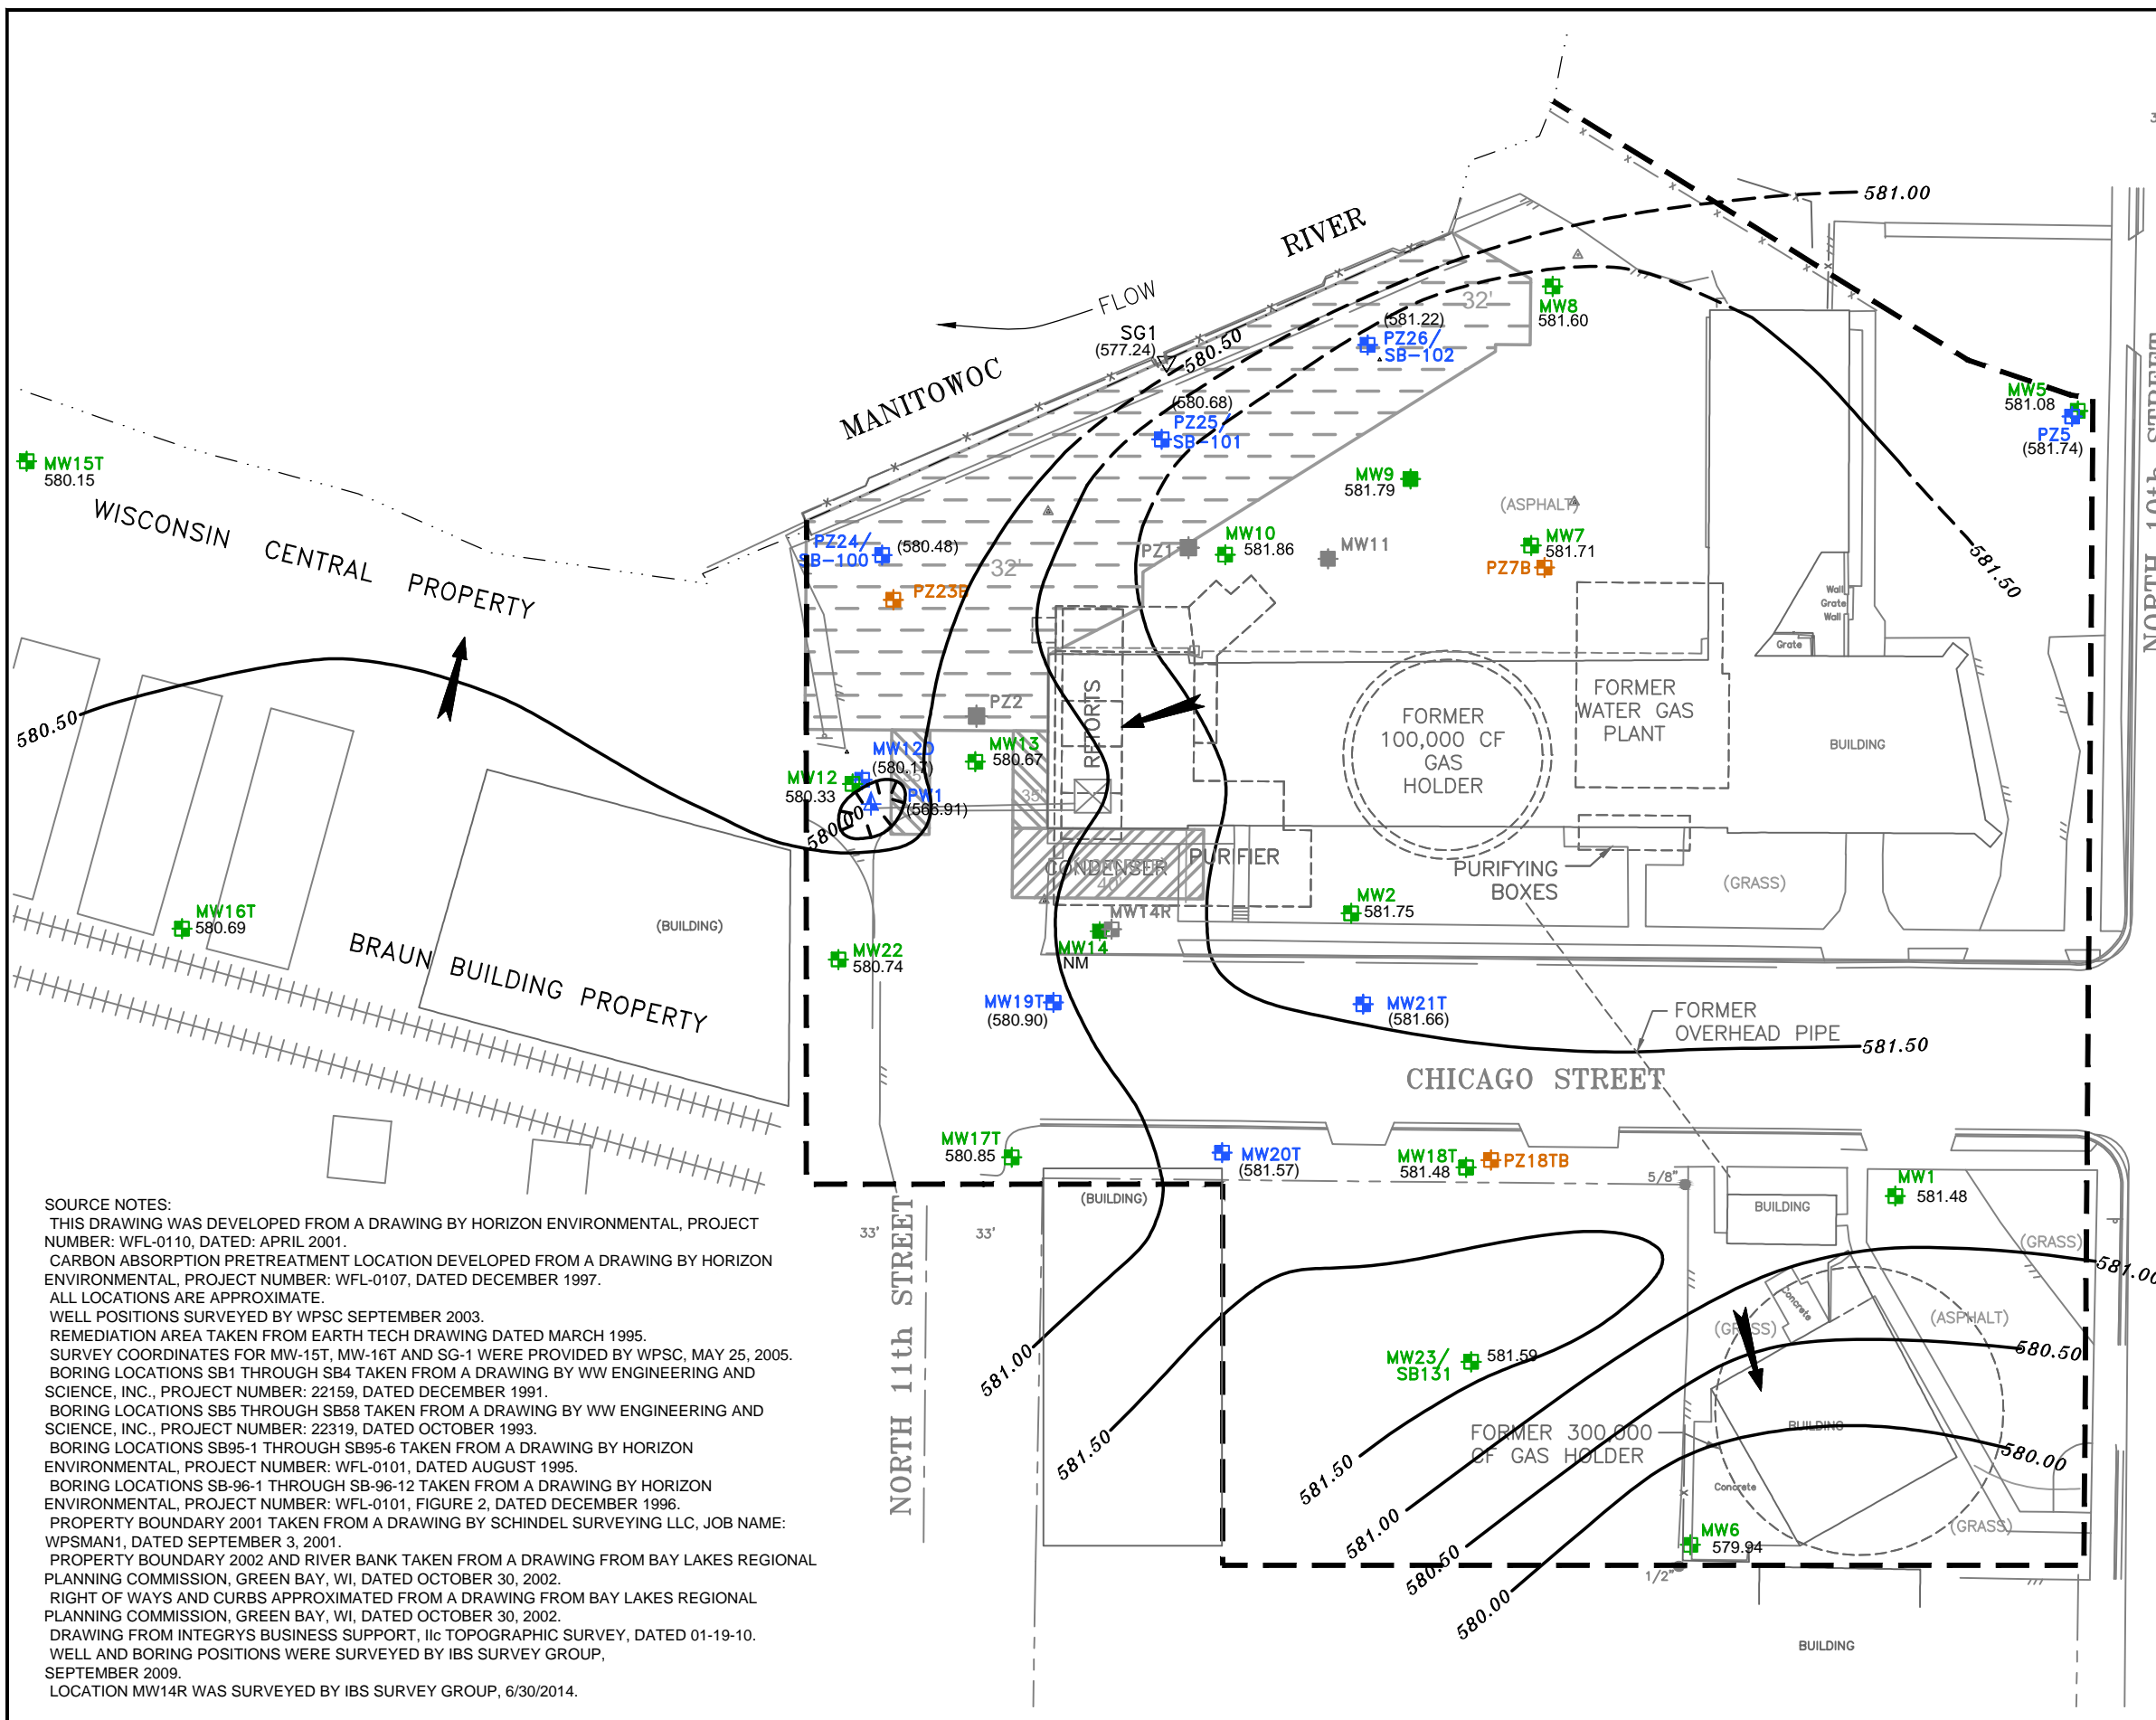 581.00
MANITOWOC RIVER
FLOW
SG1
(577.24)
580.50
32'
MW8
581.60
(581.22)
PZ26/
SB-102
(580.68)
PZ25/
SB-101
MW5
581.08
PZ5
(581.74)
NORTH 10th STREET
MW15T
580.15
WISCONSIN CENTRAL PROPERTY
MW9
581.79
(ASPHALT)
PZ24/
SB-100
(580.48)
PZ23B
32'
PZ1
MW10
581.86
MW11
MW7
581.71
PZ7B
581.50
Wall
Grate
Wall
Grate
580.50
PZ2
RETORTS
FORMER
100,000 CF
GAS
HOLDER
FORMER
WATER GAS
PLANT
BUILDING
MW12D
(580.17)
MW13
580.67
MW12
580.33
PW1
(566.91)
580.00
35'
35'
CONDENSER
40'
PURIFIER
PURIFYING
BOXES
(GRASS)
MW16T
580.69
(BUILDING)
BRAUN BUILDING PROPERTY
MW22
580.74
MW14R
MW14
NM
MW2
581.75
MW19T
(580.90)
MW21T
(581.66)
FORMER
OVERHEAD PIPE
581.50
CHICAGO STREET
MW17T
580.85
MW20T
(581.57)
MW18T
581.48
PZ18TB
5/8"
MW1
581.48
(BUILDING)
BUILDING
(GRASS)
33'
33'
NORTH 11th STREET
581.00
581.00
Concrete
(GRASS)
(ASPHALT)
580.50
MW23/
SB131
581.59
581.50
581.50
FORMER 300,000
CF GAS HOLDER
BUILDING
580.00
Concrete
(GRASS)
581.00
580.50
580.00
MW6
579.94
1/2"
BUILDING
SOURCE NOTES:
THIS DRAWING WAS DEVELOPED FROM A DRAWING BY HORIZON ENVIRONMENTAL, PROJECT
NUMBER: WFL-0110, DATED: APRIL 2001.
CARBON ABSORPTION PRETREATMENT LOCATION DEVELOPED FROM A DRAWING BY HORIZON
ENVIRONMENTAL, PROJECT NUMBER: WFL-0107, DATED DECEMBER 1997.
ALL LOCATIONS ARE APPROXIMATE.
WELL POSITIONS SURVEYED BY WPSC SEPTEMBER 2003.
REMEDIATION AREA TAKEN FROM EARTH TECH DRAWING DATED MARCH 1995.
SURVEY COORDINATES FOR MW-15T, MW-16T AND SG-1 WERE PROVIDED BY WPSC, MAY 25, 2005.
BORING LOCATIONS SB1 THROUGH SB4 TAKEN FROM A DRAWING BY WW ENGINEERING AND
SCIENCE, INC., PROJECT NUMBER: 22159, DATED DECEMBER 1991.
BORING LOCATIONS SB5 THROUGH SB58 TAKEN FROM A DRAWING BY WW ENGINEERING AND
SCIENCE, INC., PROJECT NUMBER: 22319, DATED OCTOBER 1993.
BORING LOCATIONS SB95-1 THROUGH SB95-6 TAKEN FROM A DRAWING BY HORIZON
ENVIRONMENTAL, PROJECT NUMBER: WFL-0101, DATED AUGUST 1995.
BORING LOCATIONS SB-96-1 THROUGH SB-96-12 TAKEN FROM A DRAWING BY HORIZON
ENVIRONMENTAL, PROJECT NUMBER: WFL-0101, FIGURE 2, DATED DECEMBER 1996.
PROPERTY BOUNDARY 2001 TAKEN FROM A DRAWING BY SCHINDEL SURVEYING LLC, JOB NAME:
WPSMAN1, DATED SEPTEMBER 3, 2001.
PROPERTY BOUNDARY 2002 AND RIVER BANK TAKEN FROM A DRAWING FROM BAY LAKES REGIONAL
PLANNING COMMISSION, GREEN BAY, WI, DATED OCTOBER 30, 2002.
RIGHT OF WAYS AND CURBS APPROXIMATED FROM A DRAWING FROM BAY LAKES REGIONAL
PLANNING COMMISSION, GREEN BAY, WI, DATED OCTOBER 30, 2002.
DRAWING FROM INTEGRYS BUSINESS SUPPORT, llc TOPOGRAPHIC SURVEY, DATED 01-19-10.
WELL AND BORING POSITIONS WERE SURVEYED BY IBS SURVEY GROUP,
SEPTEMBER 2009.
LOCATION MW14R WAS SURVEYED BY IBS SURVEY GROUP, 6/30/2014.